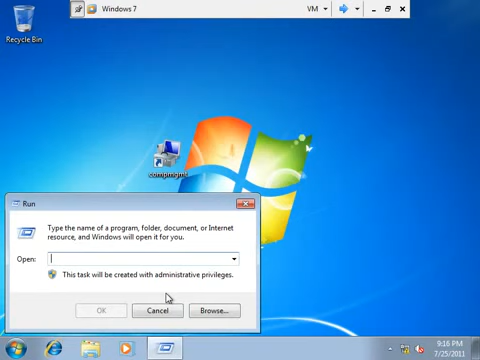 Windows 7
VM
Recycle Bin
compmgmt
Run
Type the name of a program, folder, document, or Internet
resource, and Windows will open it for you.
Open:
This task will be created with administrative privileges.
OK
Cancel
Browse...
9:16 PM
7/25/2011